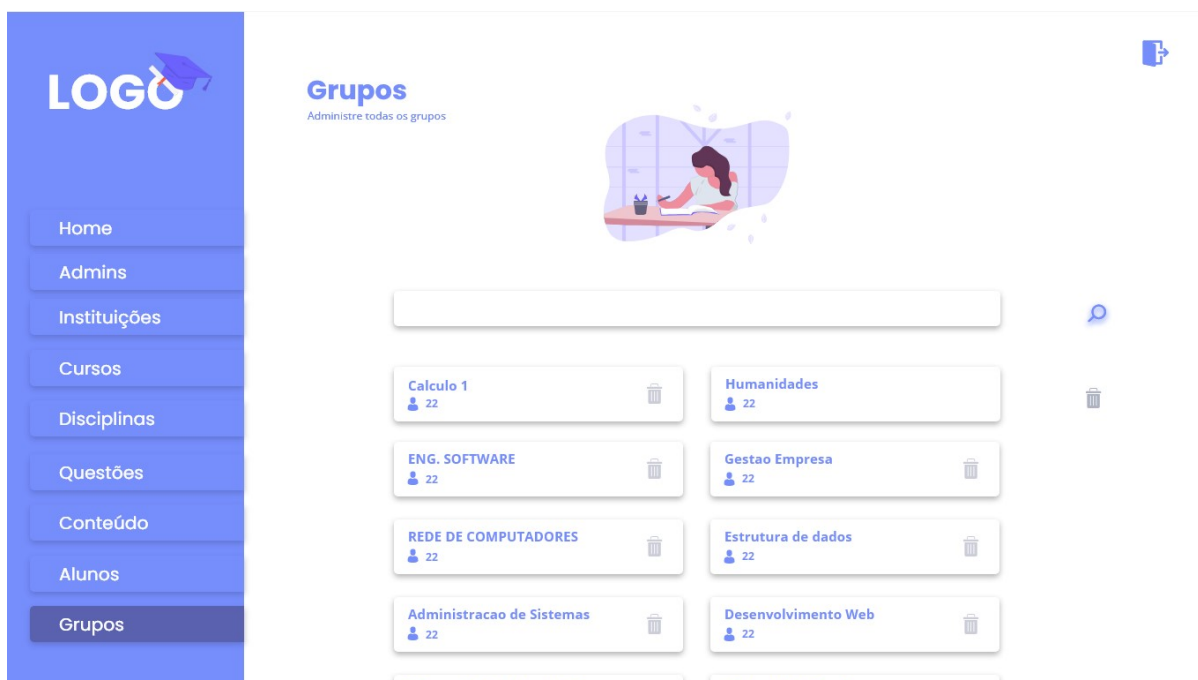 LOGO
Home
Admins
Instituições
Cursos
Disciplinas
Questões
Conteúdo
Alunos
Grupos
Grupos
Administre todas os grupos
Calculo 1
22
Humanidades
22
ENG. SOFTWARE
22
Gestao Empresa
22
REDE DE COMPUTADORES
22
Estrutura de dados
22
Administracao de Sistemas
22
Desenvolvimento Web
22